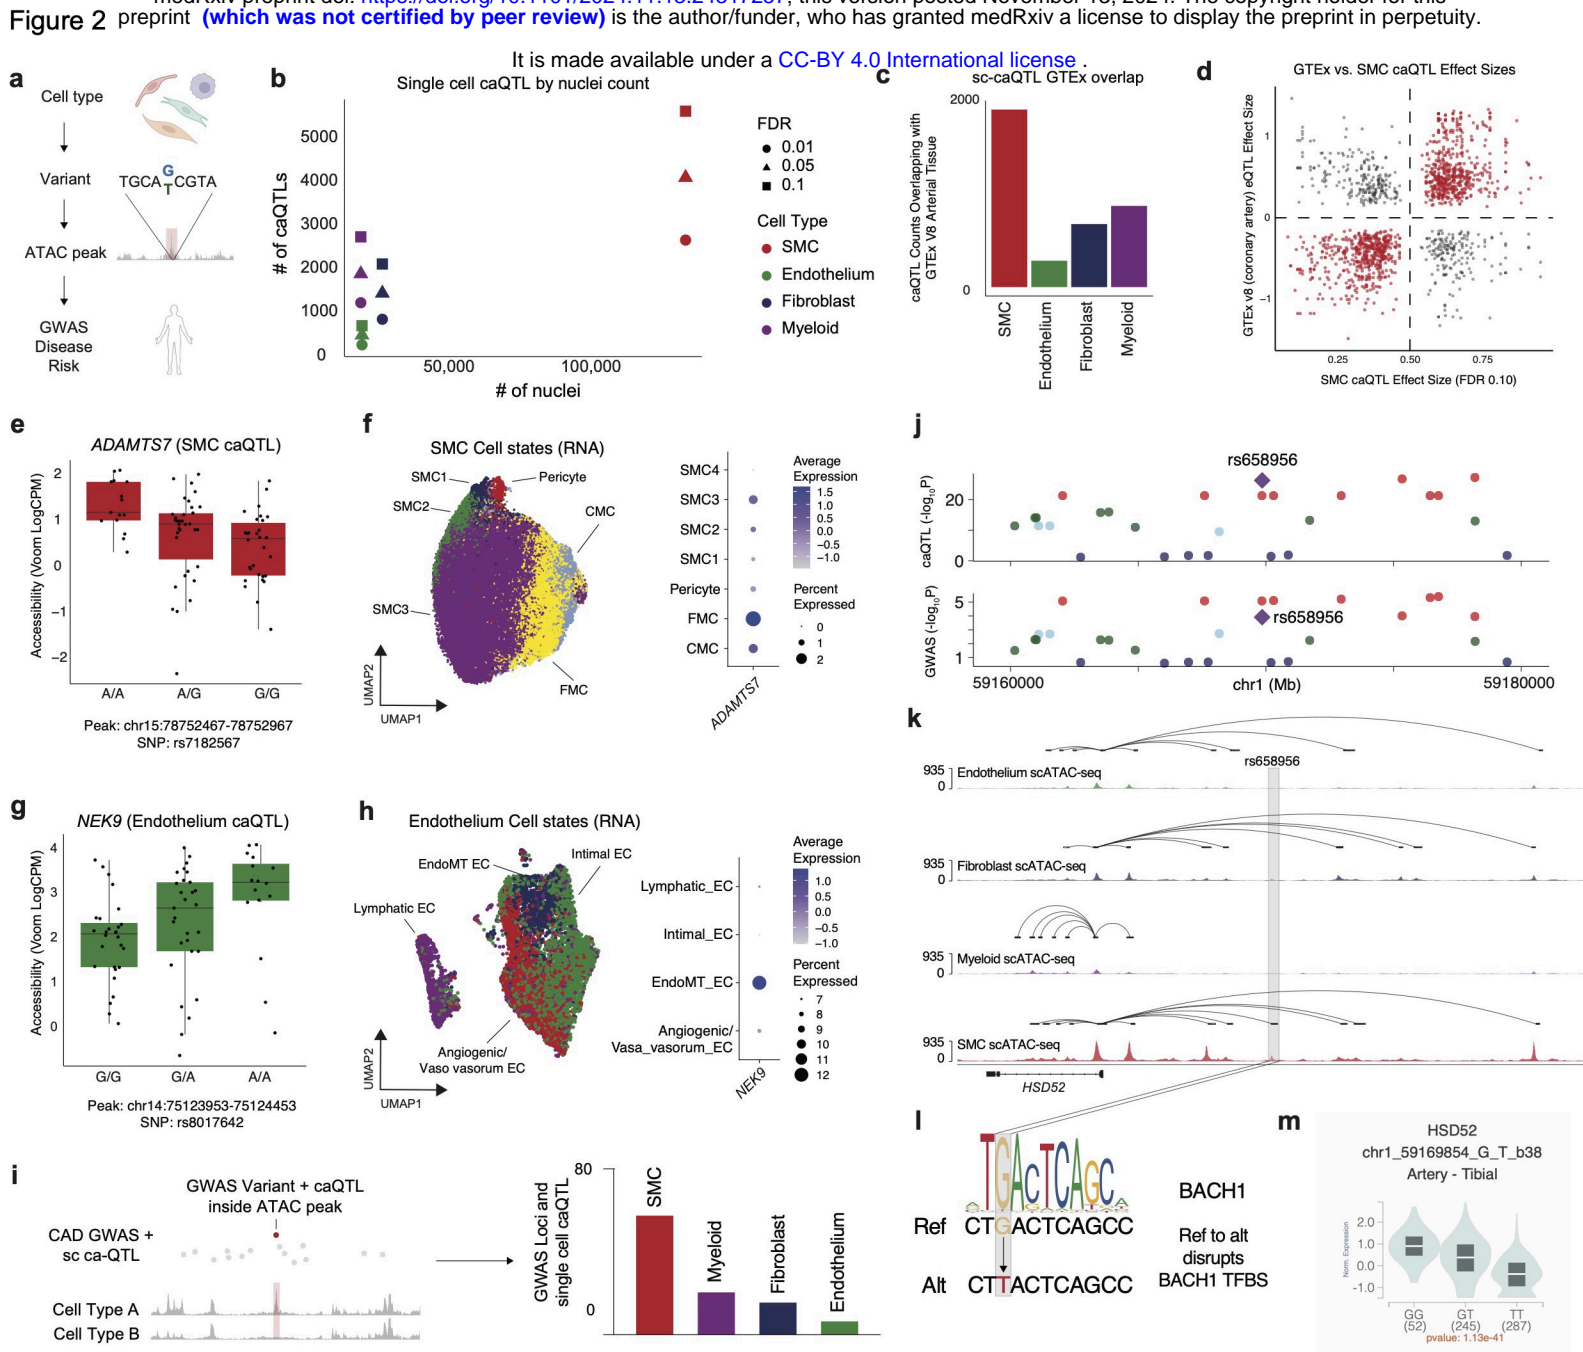 preprint (which was not certified by peer review) is the author/funder, who has granted medRxiv a license to display the preprint in perpetuity.
It is made available under a CC-BY 4.0 International license .
Figure 2
a
Cell type
Variant
TGCA G/T CGTA
ATAC peak
GWAS
Disease
Risk
b
Single cell caQTL by nuclei count
# of caQTLs
5000
4000
3000
2000
1000
0
50,000
100,000
# of nuclei
FDR
0.01
0.05
0.1
Cell Type
SMC
Endothelium
Fibroblast
Myeloid
c
sc-caQTL GTEx overlap
caQTL Counts Overlapping with
GTEx V8 Arterial Tissue
2000
0
SMC
Endothelium
Fibroblast
Myeloid
d
GTEx vs. SMC caQTL Effect Sizes
GTEx v8 (coronary artery) eQTL Effect Size
1
0
−1
0.25
0.50
0.75
SMC caQTL Effect Size (FDR 0.10)
e
ADAMTS7 (SMC caQTL)
Accessibility (Voom LogCPM)
2
1
0
−1
−2
A/A
A/G
G/G
Peak: chr15:78752467-78752967
SNP: rs7182567
f
SMC Cell states (RNA)
SMC1
Pericyte
SMC2
CMC
SMC3
FMC
UMAP2
UMAP1
SMC4
SMC3
SMC2
SMC1
Pericyte
FMC
CMC
ADAMTS7
Average
Expression
1.5
1.0
0.5
0.0
−0.5
−1.0
Percent
Expressed
0
1
2
g
NEK9 (Endothelium caQTL)
Accessibility (Voom LogCPM)
4
3
2
1
0
G/G
G/A
A/A
Peak: chr14:75123953-75124453
SNP: rs8017642
h
Endothelium Cell states (RNA)
EndoMT EC
Intimal EC
Lymphatic EC
Angiogenic/
Vaso vasorum EC
UMAP2
UMAP1
Lymphatic_EC
Intimal_EC
EndoMT_EC
Angiogenic/
Vasa_vasorum_EC
NEK9
Average
Expression
1.0
0.5
0.0
−0.5
−1.0
Percent
Expressed
7
8
9
10
11
12
i
GWAS Variant + caQTL
inside ATAC peak
CAD GWAS +
sc ca-QTL
Cell Type A
Cell Type B
GWAS Loci and
single cell caQTL
80
0
SMC
Myeloid
Fibroblast
Endothelium
j
rs658956
caQTL (-log10P)
20
0
GWAS (-log10P)
5
1
rs658956
59160000
chr1 (Mb)
59180000
k
rs658956
935
0
Endothelium scATAC-seq
935
0
Fibroblast scATAC-seq
935
0
Myeloid scATAC-seq
935
0
SMC scATAC-seq
HSD52
l
TGACTCAGC
BACH1
Ref CTGACTCAGCC
Ref to alt
disrupts
BACH1 TFBS
Alt CTTACTCAGCC
m
HSD52
chr1_59169854_G_T_b38
Artery - Tibial
Norm. Expression
2.0
1.0
0.0
-1.0
GG
(52)
GT
(245)
TT
(287)
pvalue: 1.13e-41